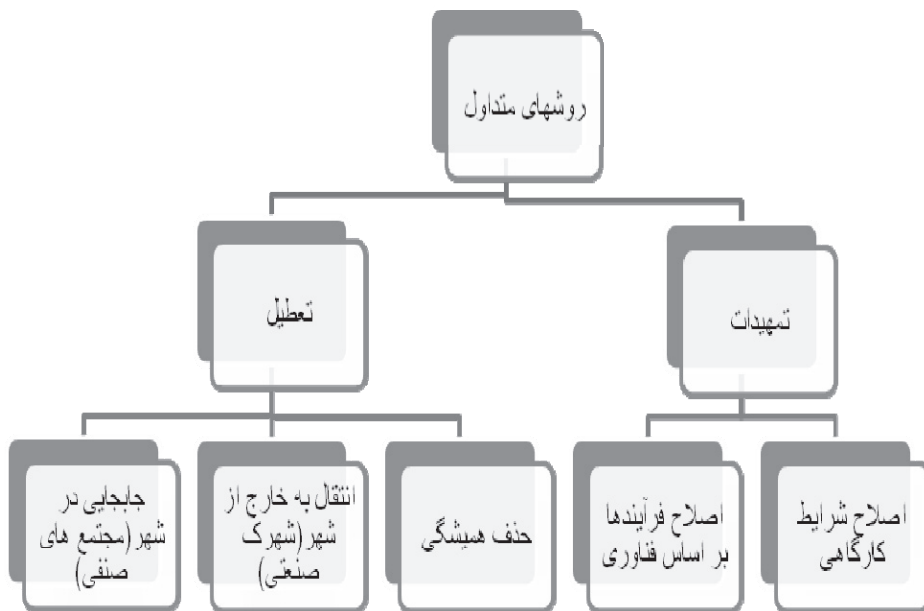 روشهای متداول
تمهیدات
تعطیل
اصلاح شرایط
کارگاهی
اصلاح فرآیندها
بر اساس فناوری
حذف همیشگی
انتقال به خارج از
شهر(شهرک
صنعتی)
جابجایی در
شهر(مجتمع های
صنفی)